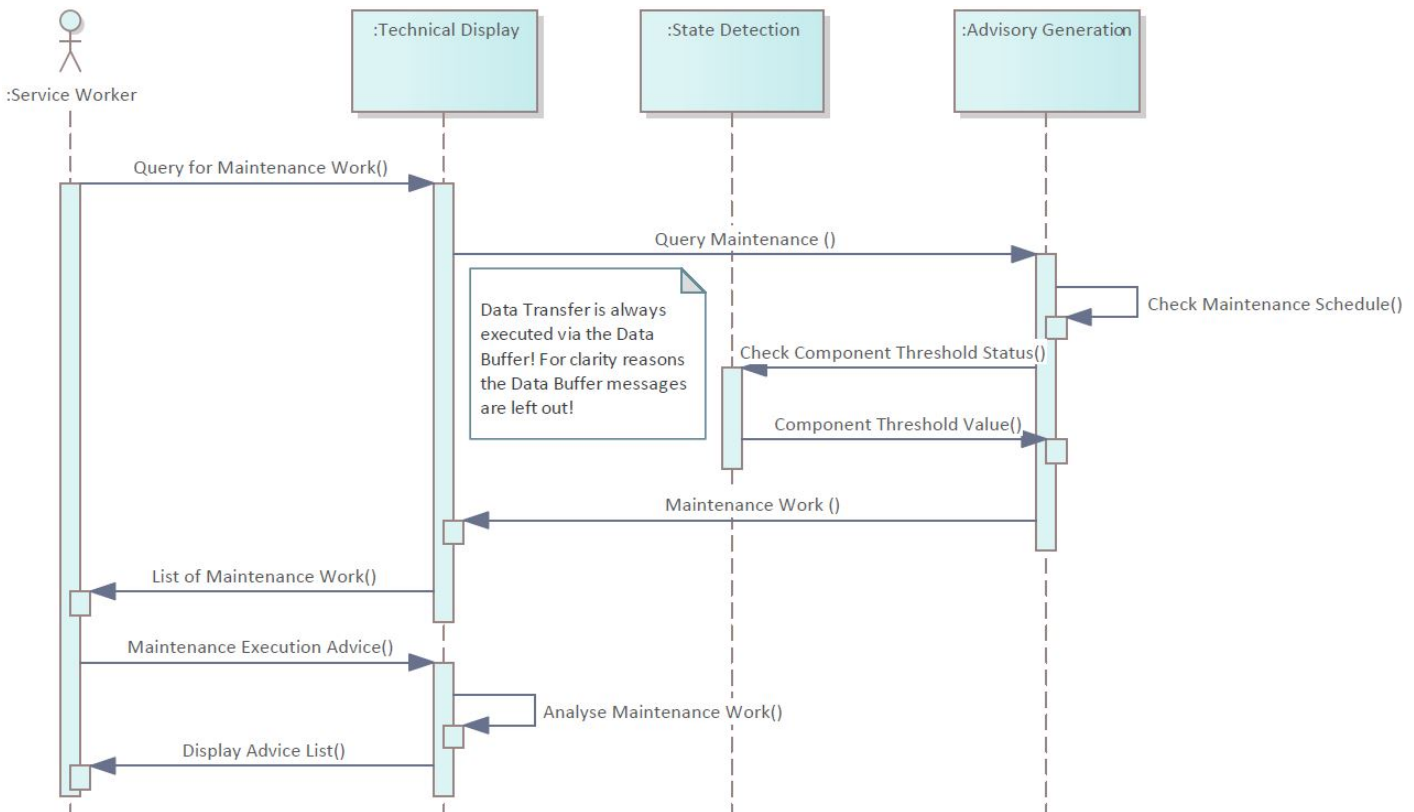 :Technical Display
:State Detection
:Advisory Generation
:Service Worker
Query for Maintenance Work()
Query Maintenance ()
Data Transfer is always
executed via the Data
Buffer! For clarity reasons
the Data Buffer messages
are left out!
Check Maintenance Schedule()
Check Component Threshold Status()
Component Threshold Value()
Maintenance Work ()
List of Maintenance Work()
Maintenance Execution Advice()
Analyse Maintenance Work()
Display Advice List()